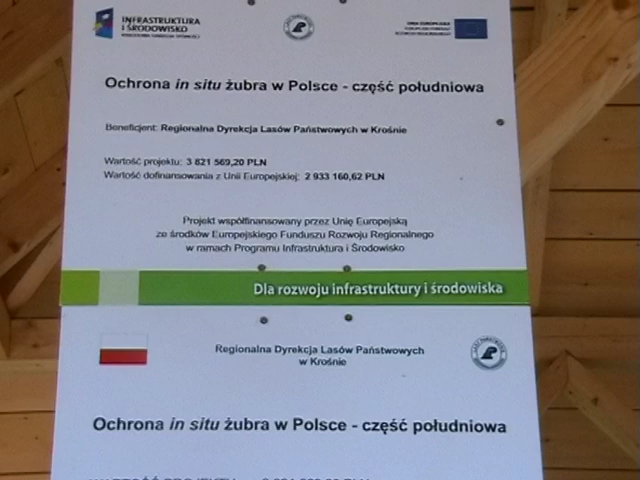 INFRASTRUKTURA
I ŚRODOWISKO
UNIA EUROPEJSKA
Ochrona in situ żubra w Polsce - część południowa
Beneficjent: Regionalna Dyrekcja Lasów Państwowych w Krośnie
Wartość projektu: 3 821 569,20 PLN
Wartość dofinansowania z Unii Europejskiej: 2 933 160,62 PLN
Projekt współfinansowany przez Unię Europejską
ze środków Europejskiego Funduszu Rozwoju Regionalnego
w ramach Programu Infrastruktura i Środowisko
Dla rozwoju infrastruktury i środowiska
Regionalna Dyrekcja Lasów Państwowych
w Krośnie
Ochrona in situ żubra w Polsce - część południowa